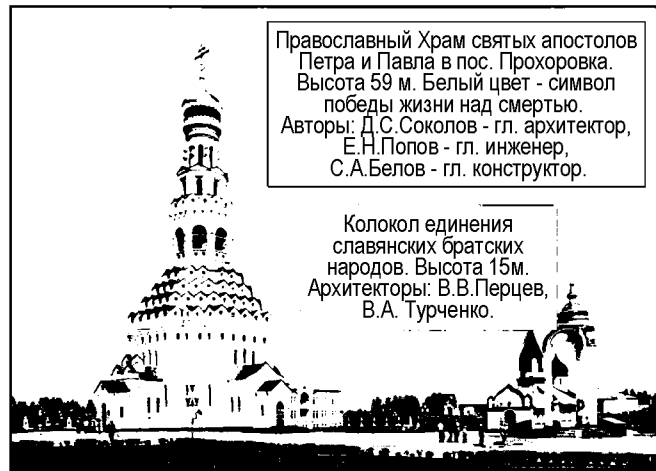 Православный Храм святых апостолов
Петра и Павла в пос. Прохоровка.
Высота 59 м. Белый цвет - символ
победы жизни над смертью.
Авторы: Д.С.Соколов - гл. архитектор,
Е.Н.Попов - гл. инженер,
С.А.Белов - гл. конструктор.
Колокол единения
славянских братских
народов. Высота 15м.
Архитекторы: В.В.Перцев,
В.А. Турченко.